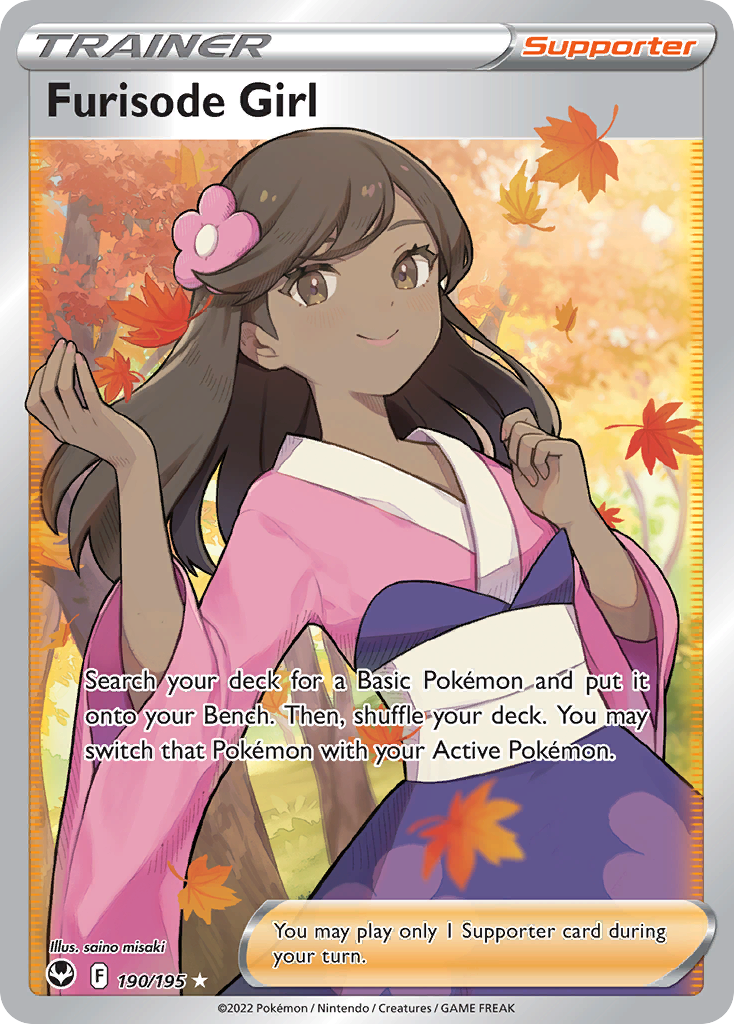 TRAINER
Supporter
Furisode Girl
Search your deck for a Basic Pokémon and put it
onto your Bench. Then, shuffle your deck. You may
switch that Pokémon with your Active Pokémon.
You may play only 1 Supporter card during
your turn.
Illus. saino misaki
F 190/195 ★
©2022 Pokémon / Nintendo / Creatures / GAME FREAK